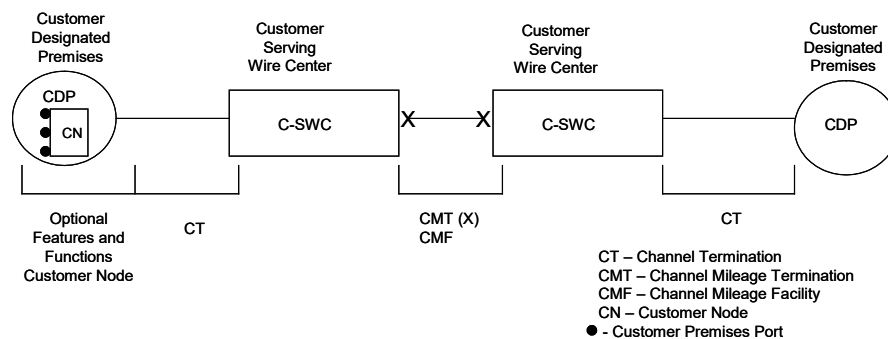 Customer
Designated
Premises
Customer
Serving
Wire Center
Customer
Serving
Wire Center
Customer
Designated
Premises
CDP
CN
C-SWC
X
X
C-SWC
CDP
Optional
Features and
Functions
Customer Node
CT
CMT (X)
CMF
CT
CT – Channel Termination
CMT – Channel Mileage Termination
CMF – Channel Mileage Facility
CN – Customer Node
● - Customer Premises Port